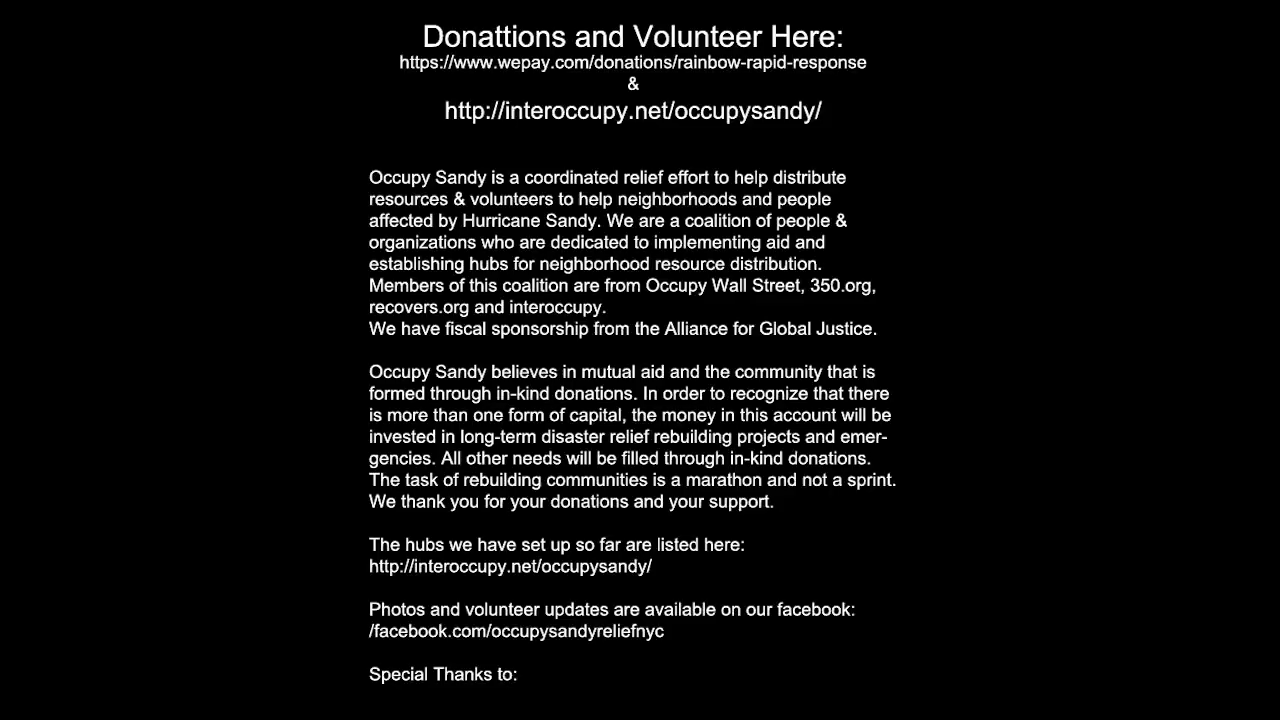 Donattions and Volunteer Here:
https://www.wepay.com/donations/rainbow-rapid-response
&
http://interoccupy.net/occupysandy/
Occupy Sandy is a coordinated relief effort to help distribute
resources & volunteers to help neighborhoods and people
affected by Hurricane Sandy. We are a coalition of people &
organizations who are dedicated to implementing aid and
establishing hubs for neighborhood resource distribution.
Members of this coalition are from Occupy Wall Street, 350.org,
recovers.org and interoccupy.
We have fiscal sponsorship from the Alliance for Global Justice.
Occupy Sandy believes in mutual aid and the community that is
formed through in-kind donations. In order to recognize that there
is more than one form of capital, the money in this account will be
invested in long-term disaster relief rebuilding projects and emer-
gencies. All other needs will be filled through in-kind donations.
The task of rebuilding communities is a marathon and not a sprint.
We thank you for your donations and your support.
The hubs we have set up so far are listed here:
http://interoccupy.net/occupysandy/
Photos and volunteer updates are available on our facebook:
/facebook.com/occupysandyreliefnyc
Special Thanks to: